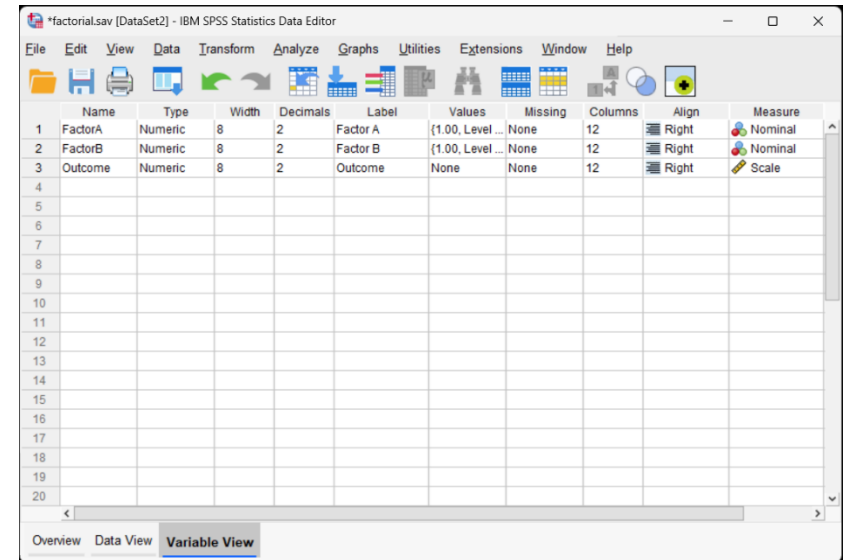 *factorial.sav [DataSet2] - IBM SPSS Statistics Data Editor
File Edit View Data Transform Analyze Graphs Utilities Extensions Window Help
Name Type Width Decimals Label Values Missing Columns Align Measure
1 FactorA Numeric 8 2 Factor A {1.00, Level ... None 12 Right Nominal
2 FactorB Numeric 8 2 Factor B {1.00, Level ... None 12 Right Nominal
3 Outcome Numeric 8 2 Outcome None None 12 Right Scale
4
5
6
7
8
9
10
11
12
13
14
15
16
17
18
19
20
Overview Data View Variable View